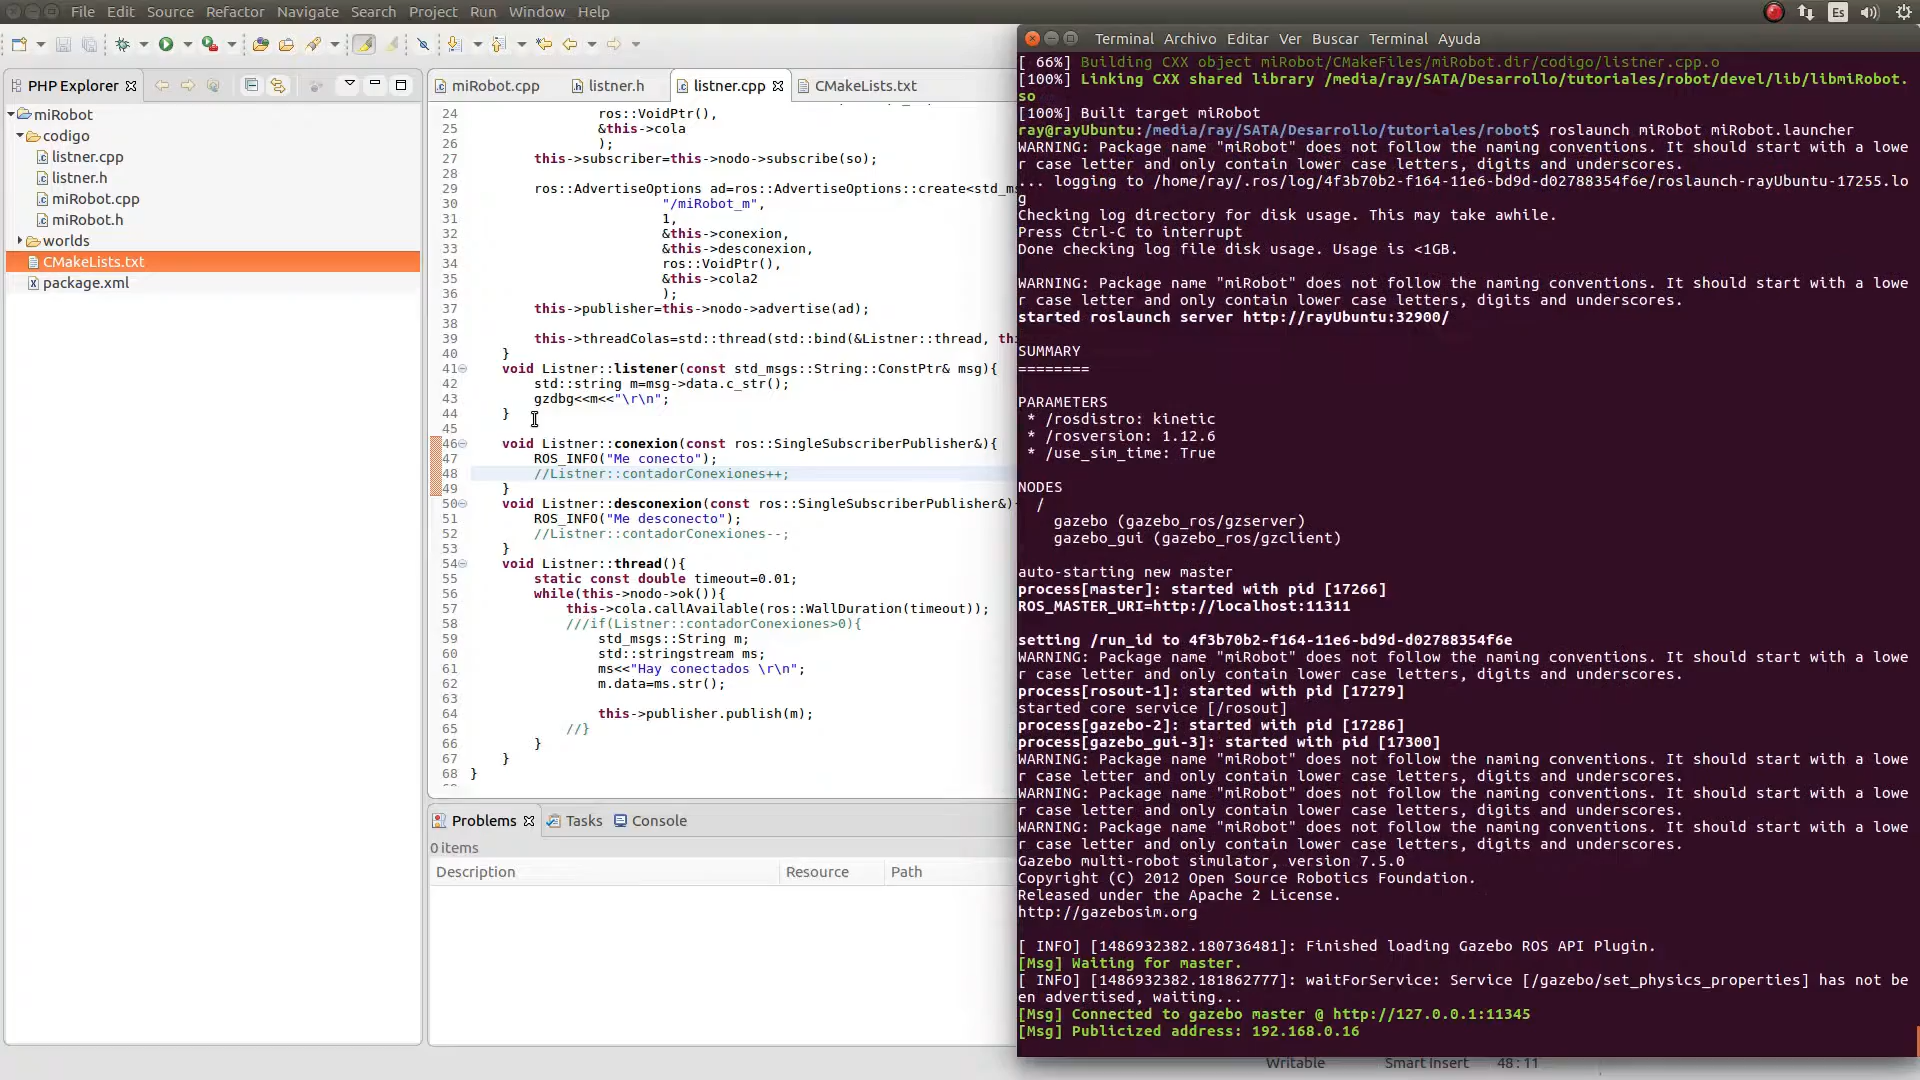 File Edit Source Refactor Navigate Search Project Run Window Help
Es
PHP Explorer
miRobot
codigo
listner.cpp
listner.h
miRobot.cpp
miRobot.h
worlds
CMakeLists.txt
package.xml
miRobot.cpp listner.h listner.cpp CMakeLists.txt
24 ros::VoidPtr(),
25 &this->cola
26 );
27 this->subscriber=this->nodo->subscribe(so);
28
29 ros::AdvertiseOptions ad=ros::AdvertiseOptions::create<std_ms
30 "/miRobot_m",
31 1,
32 &this->conexion,
33 &this->desconexion,
34 ros::VoidPtr(),
35 &this->cola2
36 );
37 this->publisher=this->nodo->advertise(ad);
38
39 this->threadColas=std::thread(std::bind(&Listner::thread, thi
40 }
41 void Listner::listener(const std_msgs::String::ConstPtr& msg){
42 std::string m=msg->data.c_str();
43 gzdbg<<m<<"\r\n";
44 }
45
46 void Listner::conexion(const ros::SingleSubscriberPublisher&){
47 ROS_INFO("Me conecto");
48 //Listner::contadorConexiones++;
49 }
50 void Listner::desconexion(const ros::SingleSubscriberPublisher&)
51 ROS_INFO("Me desconecto");
52 //Listner::contadorConexiones--;
53 }
54 void Listner::thread(){
55 static const double timeout=0.01;
56 while(this->nodo->ok()){
57 this->cola.callAvailable(ros::WallDuration(timeout));
58 ///if(Listner::contadorConexiones>0){
59 std_msgs::String m;
60 std::stringstream ms;
61 ms<<"Hay conectados \r\n";
62 m.data=ms.str();
63
64 this->publisher.publish(m);
65 //}
66 }
67 }
68 }
Problems Tasks Console
0 items
Description Resource Path
Writable Smart Insert 48:11
Terminal Archivo Editar Ver Buscar Terminal Ayuda
[ 66%] Building CXX object miRobot/CMakeFiles/miRobot.dir/codigo/listner.cpp.o
[100%] Linking CXX shared library /media/ray/SATA/Desarrollo/tutoriales/robot/devel/lib/libmiRobot.
so
[100%] Built target miRobot
ray@rayUbuntu:/media/ray/SATA/Desarrollo/tutoriales/robot$ roslaunch miRobot miRobot.launcher
WARNING: Package name "miRobot" does not follow the naming conventions. It should start with a lowe
r case letter and only contain lower case letters, digits and underscores.
... logging to /home/ray/.ros/log/4f3b70b2-f164-11e6-bd9d-d02788354f6e/roslaunch-rayUbuntu-17255.lo
g
Checking log directory for disk usage. This may take awhile.
Press Ctrl-C to interrupt
Done checking log file disk usage. Usage is <1GB.
WARNING: Package name "miRobot" does not follow the naming conventions. It should start with a lowe
r case letter and only contain lower case letters, digits and underscores.
started roslaunch server http://rayUbuntu:32900/
SUMMARY
========
PARAMETERS
* /rosdistro: kinetic
* /rosversion: 1.12.6
* /use_sim_time: True
NODES
/
gazebo (gazebo_ros/gzserver)
gazebo_gui (gazebo_ros/gzclient)
auto-starting new master
process[master]: started with pid [17266]
ROS_MASTER_URI=http://localhost:11311
setting /run_id to 4f3b70b2-f164-11e6-bd9d-d02788354f6e
WARNING: Package name "miRobot" does not follow the naming conventions. It should start with a lowe
r case letter and only contain lower case letters, digits and underscores.
process[rosout-1]: started with pid [17279]
started core service [/rosout]
process[gazebo-2]: started with pid [17286]
process[gazebo_gui-3]: started with pid [17300]
WARNING: Package name "miRobot" does not follow the naming conventions. It should start with a lowe
r case letter and only contain lower case letters, digits and underscores.
WARNING: Package name "miRobot" does not follow the naming conventions. It should start with a lowe
r case letter and only contain lower case letters, digits and underscores.
WARNING: Package name "miRobot" does not follow the naming conventions. It should start with a lowe
r case letter and only contain lower case letters, digits and underscores.
Gazebo multi-robot simulator, version 7.5.0
Copyright (C) 2012 Open Source Robotics Foundation.
Released under the Apache 2 License.
http://gazebosim.org
[ INFO] [1486932382.180736481]: Finished loading Gazebo ROS API Plugin.
[Msg] Waiting for master.
[ INFO] [1486932382.181862777]: waitForService: Service [/gazebo/set_physics_properties] has not be
en advertised, waiting...
[Msg] Connected to gazebo master @ http://127.0.0.1:11345
[Msg] Publicized address: 192.168.0.16